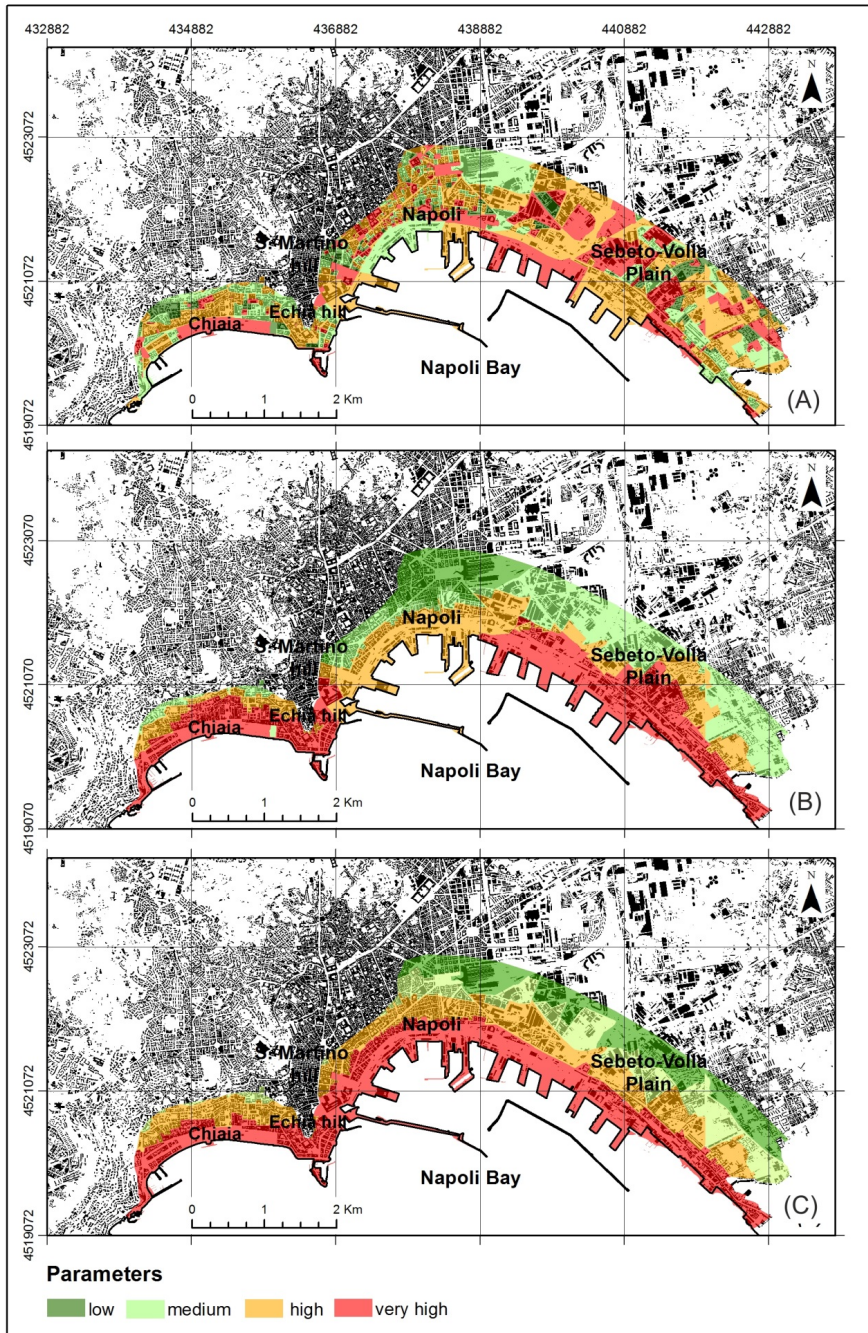 432882 434882 436882 438882 440882 442882
N
4523072
Napoli
S. Martino
hill
Sebeto-Volla
Plain
4521072
Echia hill
Chiaia
Napoli Bay
0 1 2 Km
(A)
4519072
N
4523070
Napoli
S. Martino
hill
Sebeto-Volla
Plain
4521070
Echia hill
Chiaia
Napoli Bay
0 1 2 Km
(B)
4519070
N
4523072
Napoli
S. Martino
hill
Sebeto-Volla
Plain
4521072
Echia hill
Chiaia
Napoli Bay
0 1 2 Km
(C)
4519072
Parameters
low medium high very high